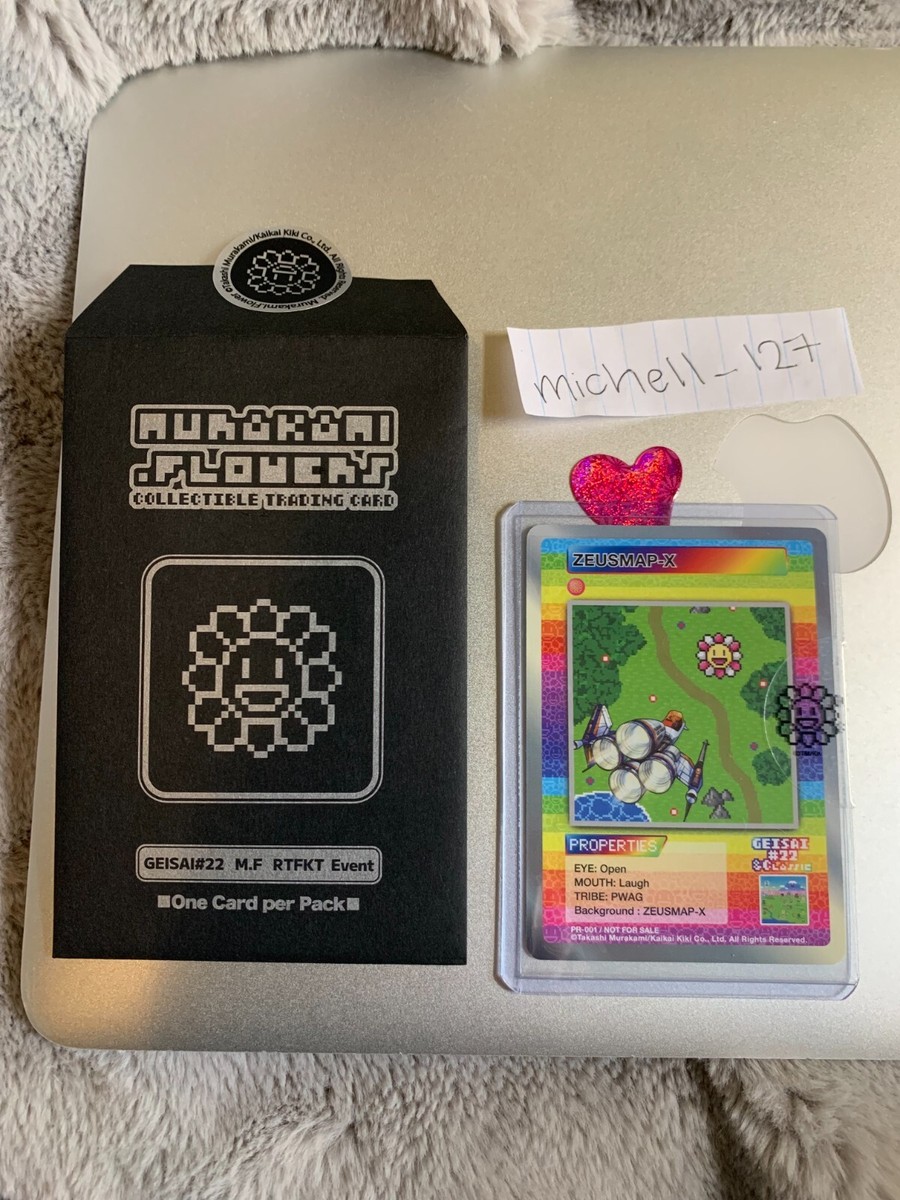 ©Takashi Murakami/Kaikai Kiki Co., Ltd. All Rights Reserved. Murakami.Flower
MURAKAMI
.FLOWERS
COLLECTIBLE TRADING CARD
GEISAI#22 M.F RTFKT Event
■One Card per Pack■
michell_127
ZEUSMAP-X
PROPERTIES
EYE: Open
MOUTH: Laugh
TRIBE: PWAG
Background : ZEUSMAP-X
GEISAI
#22
&Classic
PR-001 / NOT FOR SALE
©Takashi Murakami/Kaikai Kiki Co., Ltd. All Rights Reserved.